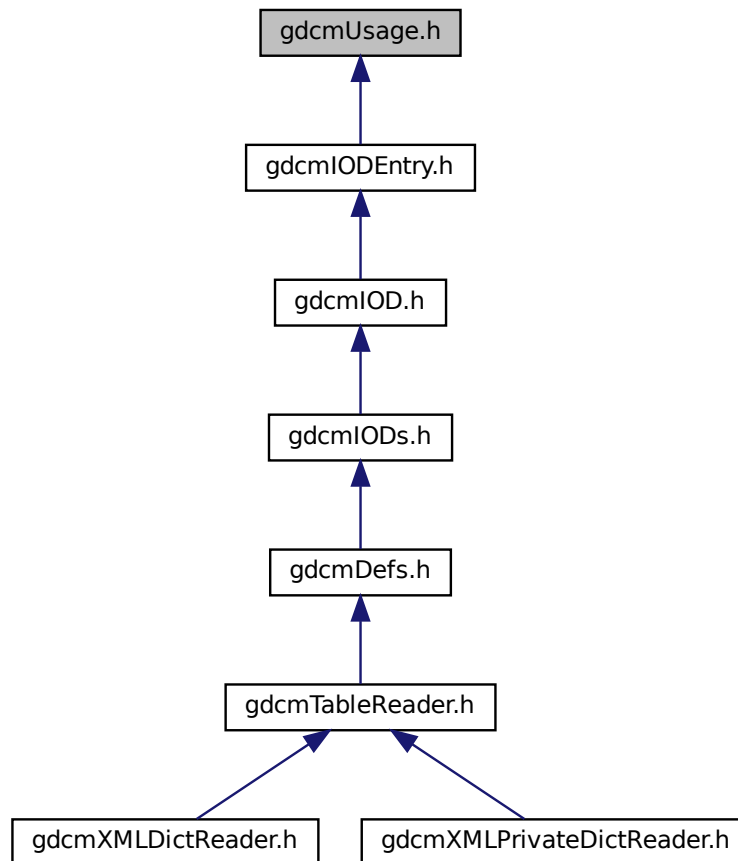 gdcmUsage.h
gdcmIODEntry.h
gdcmIOD.h
gdcmIODs.h
gdcmDefs.h
gdcmTableReader.h
gdcmXMLDictReader.h
gdcmXMLPrivateDictReader.h